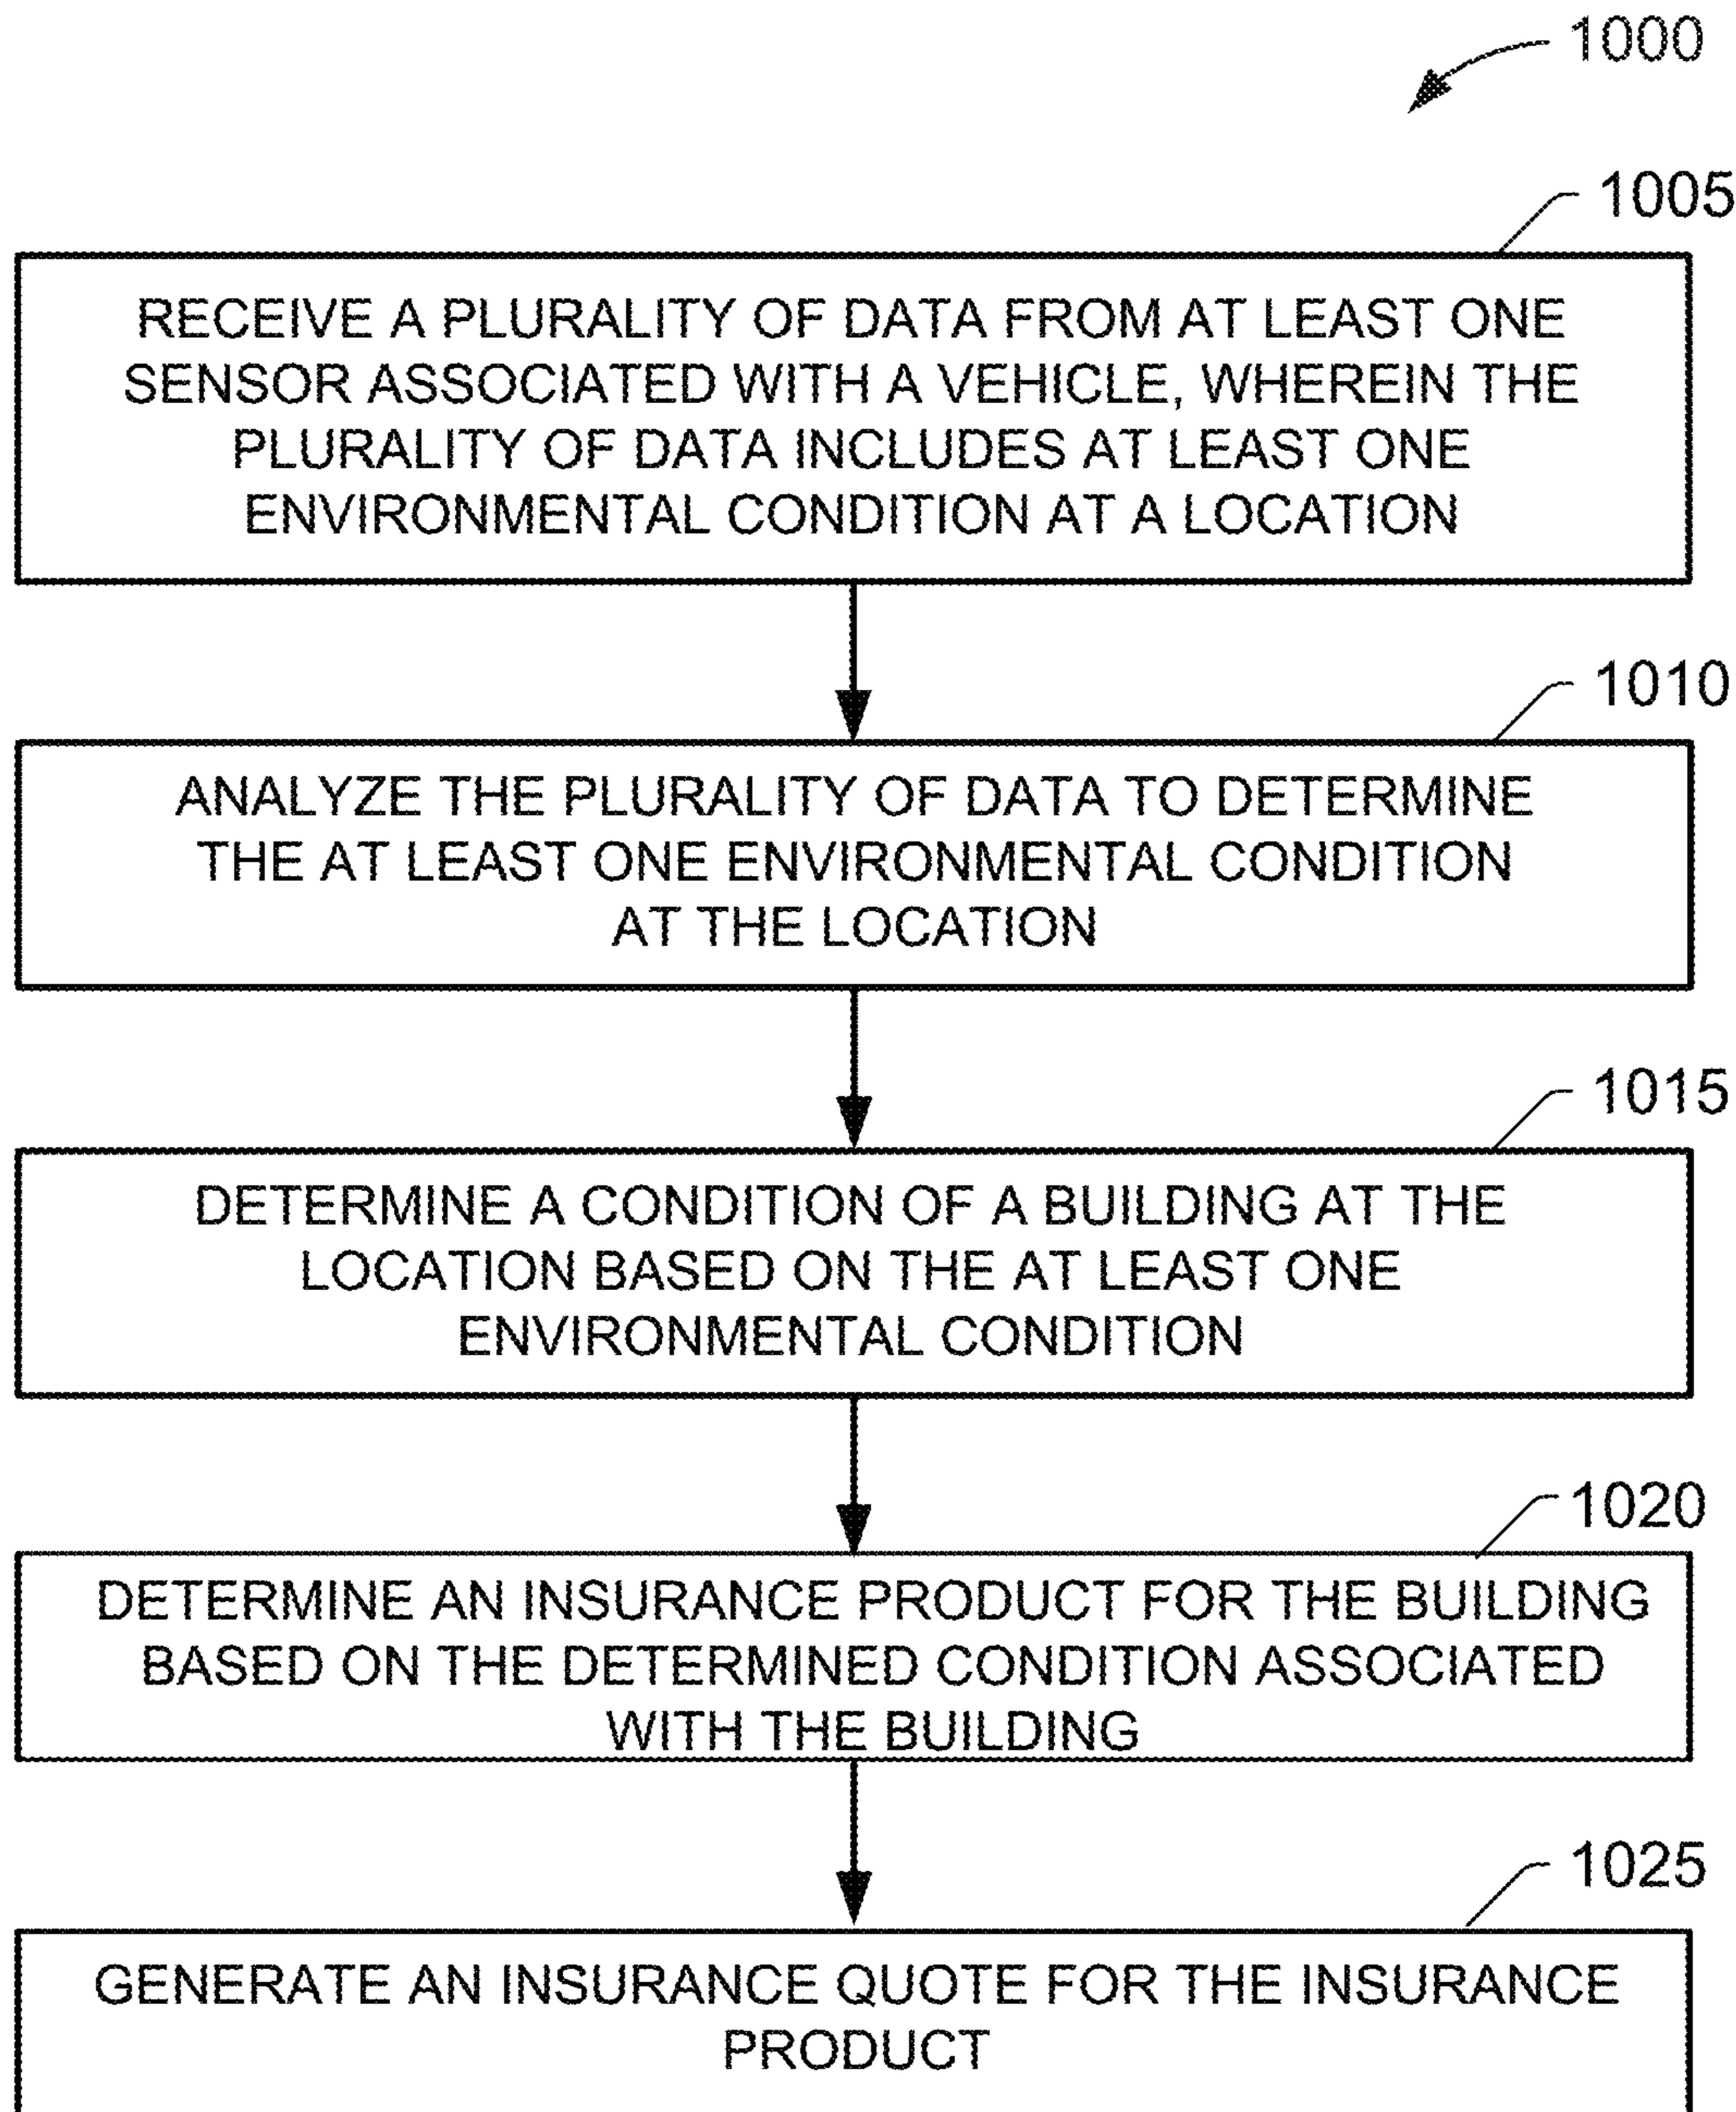 1000
1005
RECEIVE A PLURALITY OF DATA FROM AT LEAST ONE
SENSOR ASSOCIATED WITH A VEHICLE, WHEREIN THE
PLURALITY OF DATA INCLUDES AT LEAST ONE
ENVIRONMENTAL CONDITION AT A LOCATION
1010
ANALYZE THE PLURALITY OF DATA TO DETERMINE
THE AT LEAST ONE ENVIRONMENTAL CONDITION
AT THE LOCATION
1015
DETERMINE A CONDITION OF A BUILDING AT THE
LOCATION BASED ON THE AT LEAST ONE
ENVIRONMENTAL CONDITION
1020
DETERMINE AN INSURANCE PRODUCT FOR THE BUILDING
BASED ON THE DETERMINED CONDITION ASSOCIATED
WITH THE BUILDING
1025
GENERATE AN INSURANCE QUOTE FOR THE INSURANCE
PRODUCT